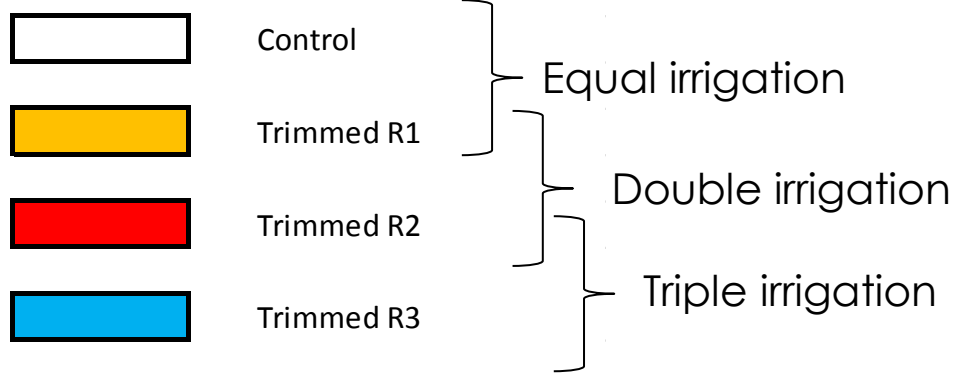 Control
Equal irrigation
Trimmed R1
Double irrigation
Trimmed R2
Triple irrigation
Trimmed R3